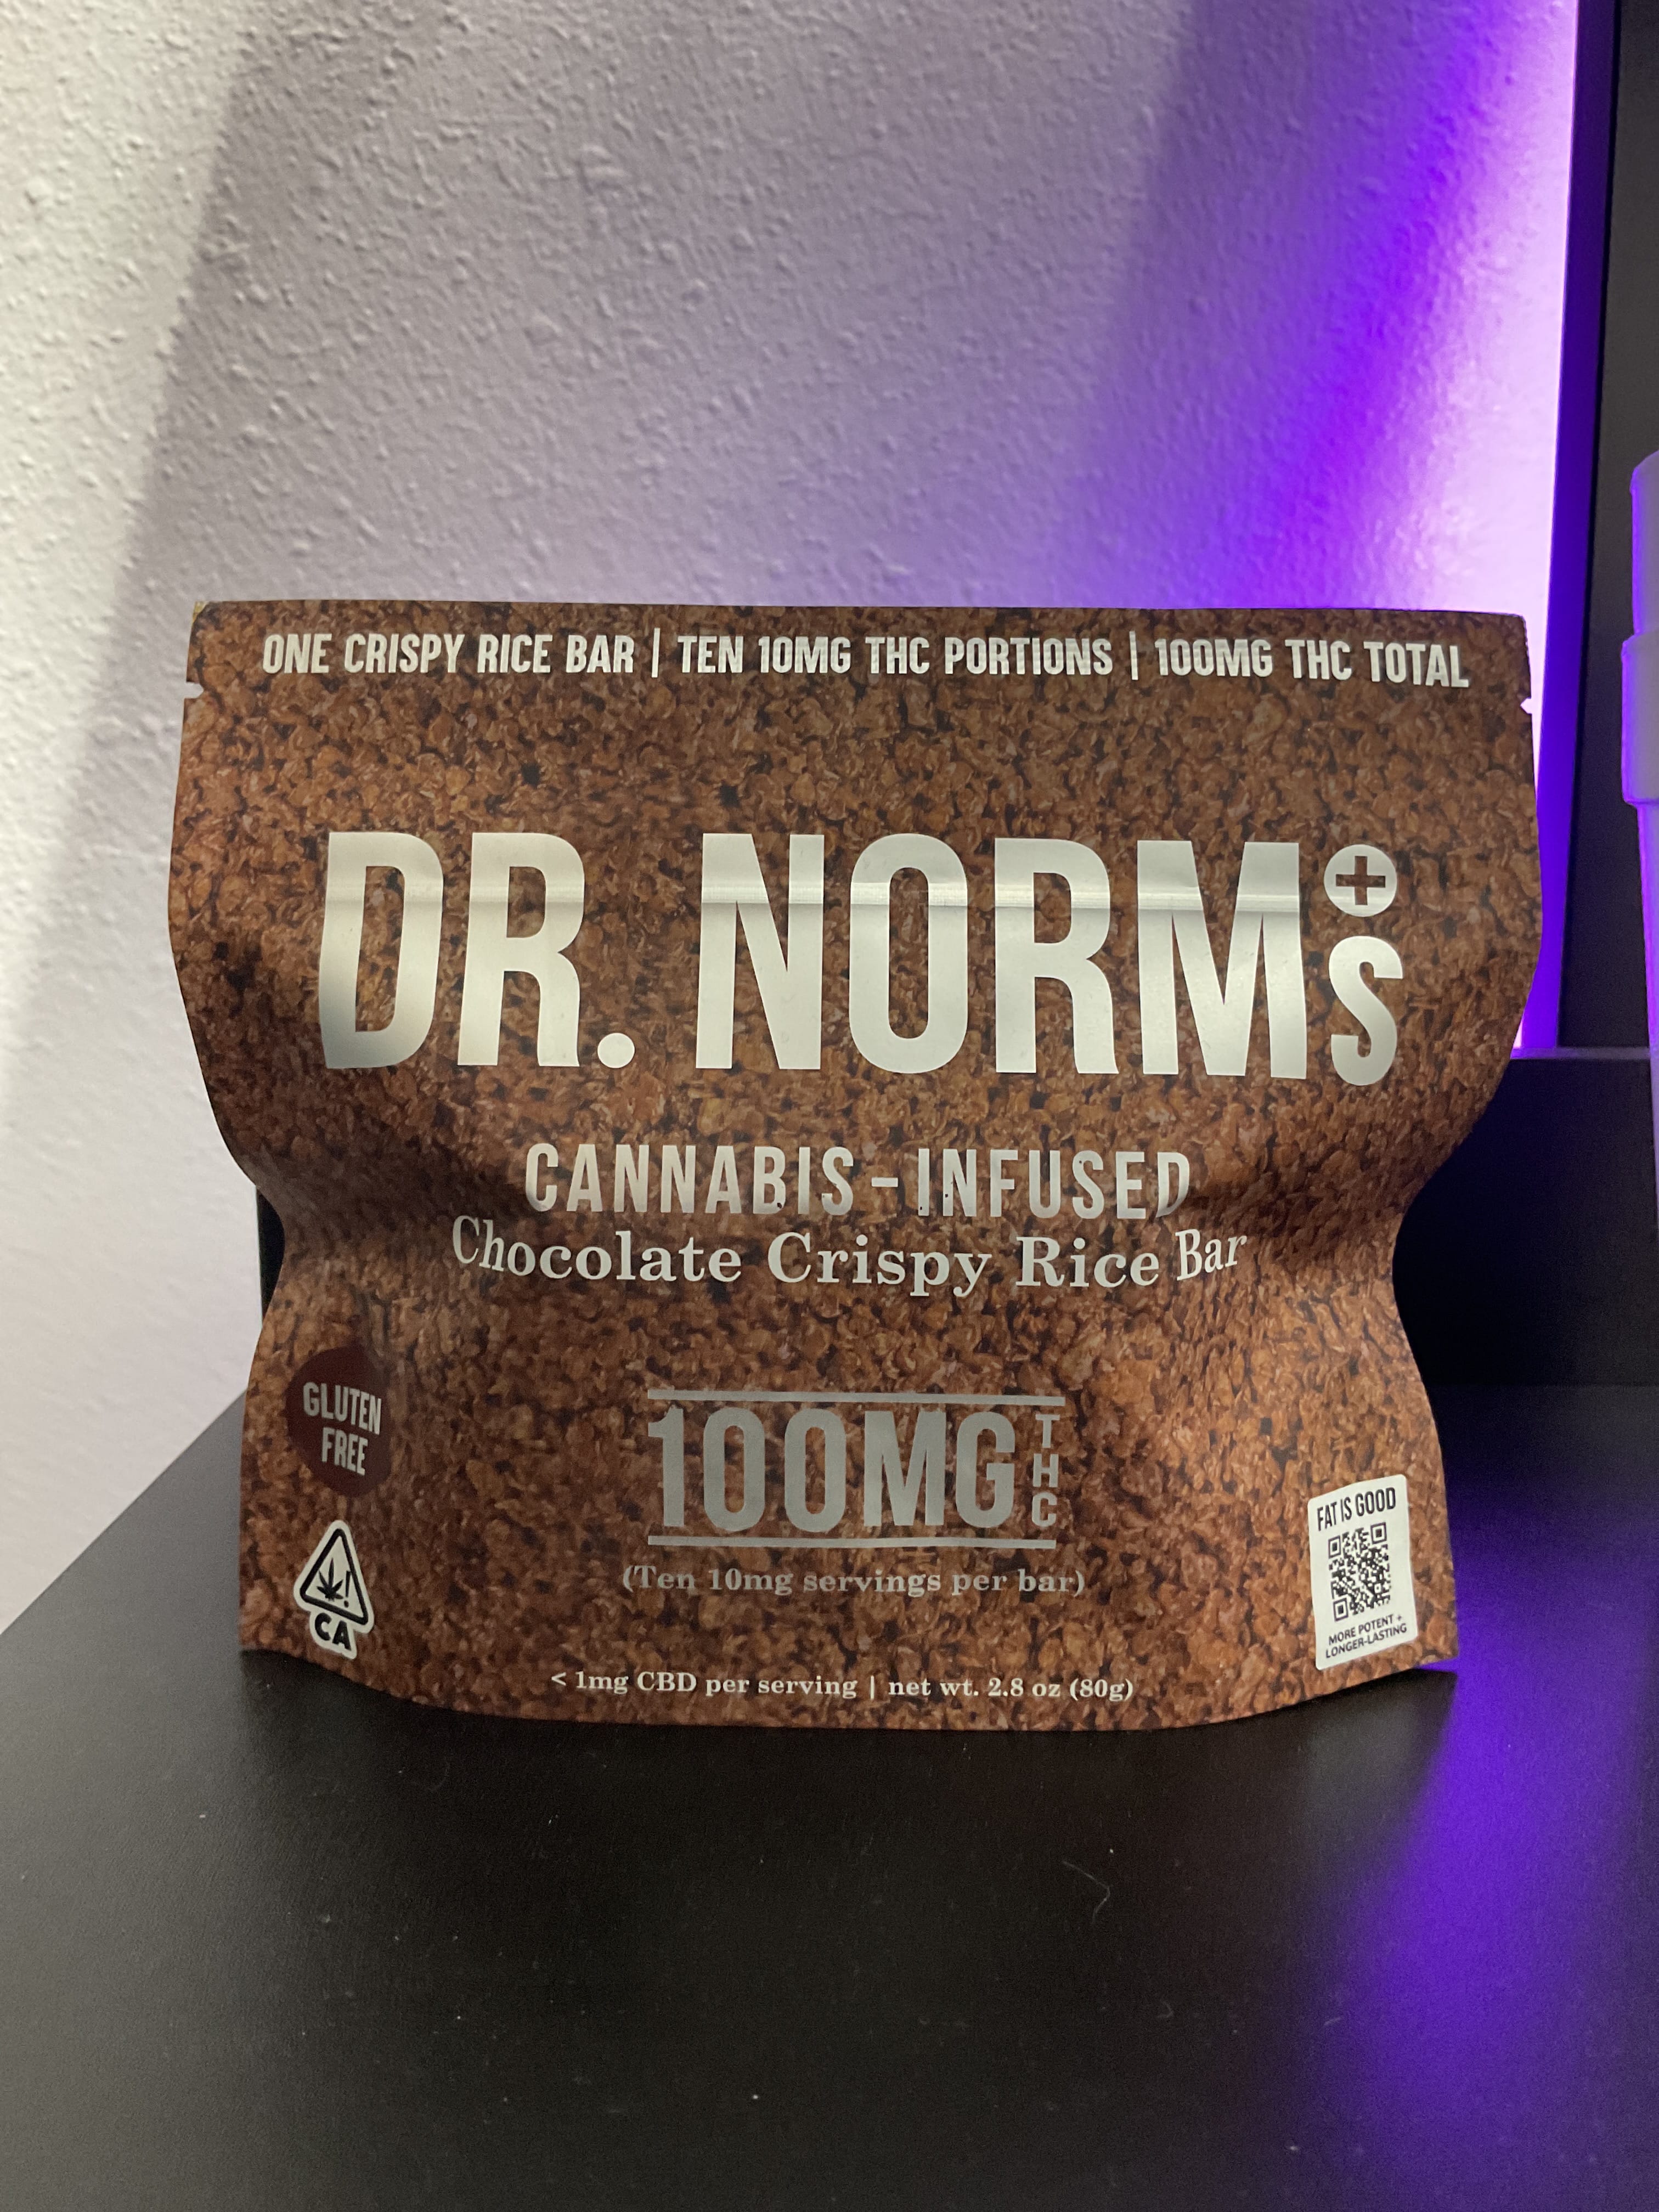 ONE CRISPY RICE BAR | TEN 10MG THC PORTIONS | 100MG THC TOTAL
DR. NORMS
CANNABIS-INFUSED
Chocolate Crispy Rice Bar
GLUTEN
FREE
100MG THC
(Ten 10mg servings per bar)
CA
FAT IS GOOD
MORE POTENT +
LONGER-LASTING
< 1mg CBD per serving | net wt. 2.8 oz (80g)